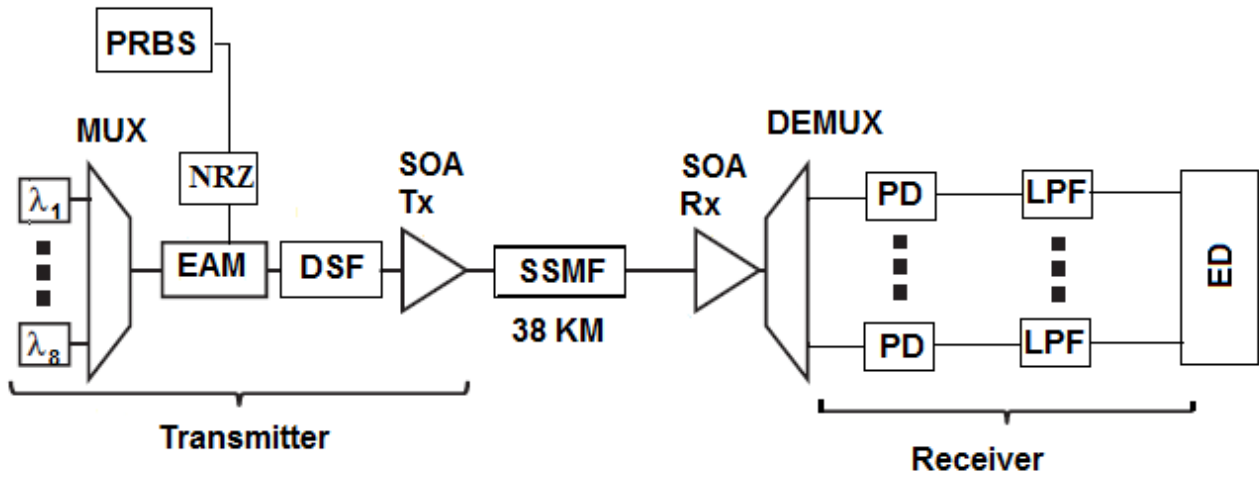 PRBS
MUX
NRZ
SOA
Tx
SOA
Rx
DEMUX
λ1
λ8
EAM
DSF
SSMF
38 KM
PD
LPF
PD
LPF
ED
Transmitter
Receiver